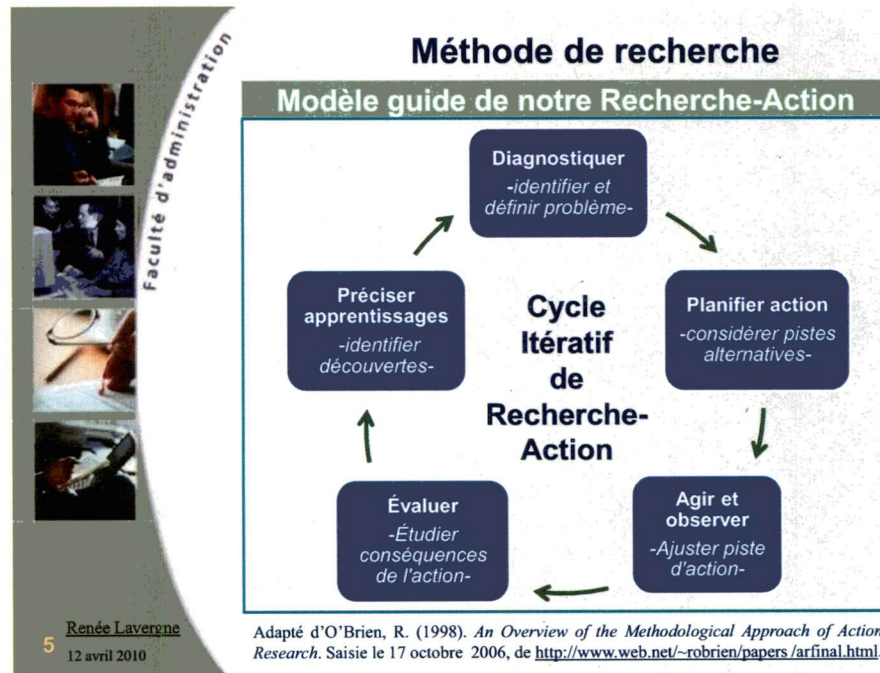 Faculté d'administration
Méthode de recherche
Modèle guide de notre Recherche-Action
Diagnostiquer
-identifier et
définir problème-
Planifier action
-considérer pistes
alternatives-
Agir et
observer
-Ajuster piste
d'action-
Évaluer
-Étudier
conséquences
de l'action-
Préciser
apprentissages
-identifier
découvertes-
Cycle
Itératif
de
Recherche-
Action
5
Renée Lavergne
12 avril 2010
Adapté d'O'Brien, R. (1998). An Overview of the Methodological Approach of Action
Research. Saisie le 17 octobre 2006, de http://www.web.net/~robrien/papers /arfinal.html.